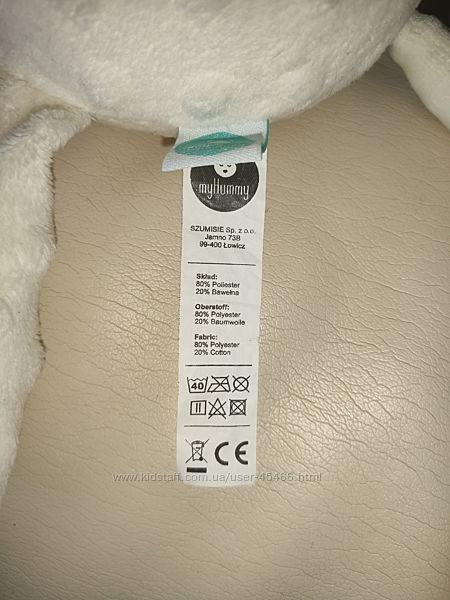 myHummy
SZUMISIE Sp. z o.o.
Jamno 73B
99-400 Łowicz
Skład:
80% Poliester
20% Bawełna
Oberstoff:
80% Polyester
20% Baumwolle
Fabric:
80% Polyester
20% Cotton
40
CE
www.kidstaff.com.ua/user-45466.html